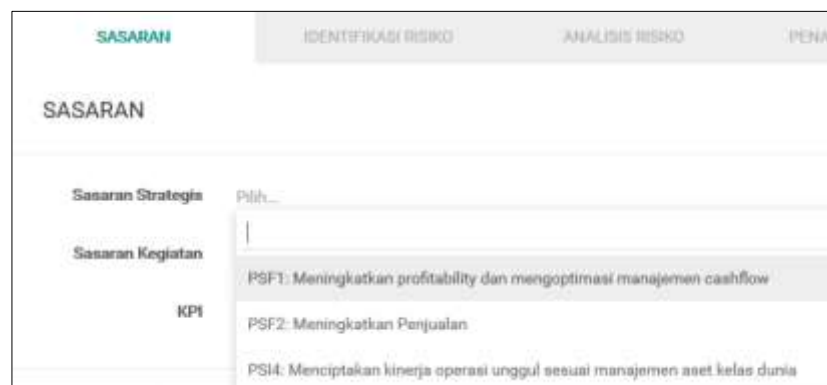 SASARAN IDENTIFIKASI RISIKO ANALISIS RISIKO PENA
SASARAN
Sasaran Strategis Pilih...
Sasaran Kegiatan
PSF1: Meningkatkan profitability dan mengoptimasi manajemen cashflow
KPI
PSF2: Meningkatkan Penjualan
PSI4: Menciptakan kinerja operasi unggul sesuai manajemen aset kelas dunia